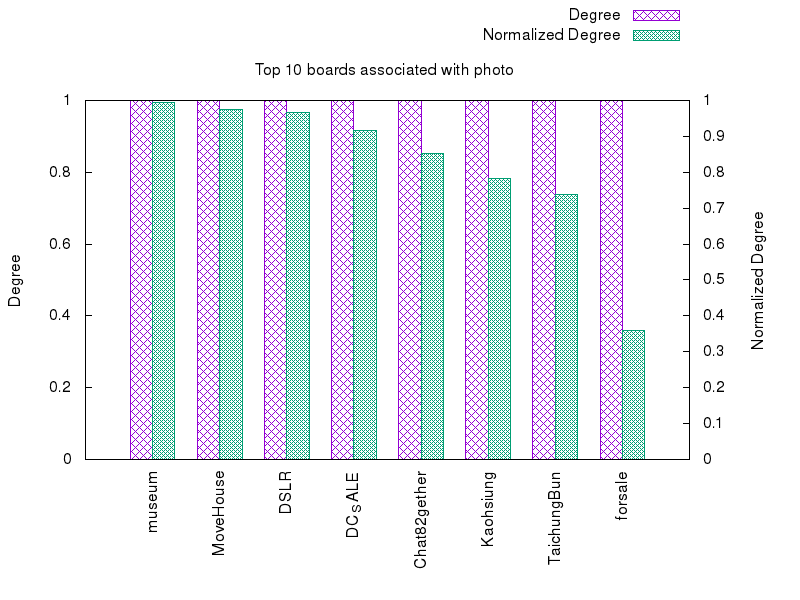 Degree
Normalized Degree
Top 10 boards associated with photo
1
0.8
0.6
0.4
0.2
0
Degree
1
0.9
0.8
0.7
0.6
0.5
0.4
0.3
0.2
0.1
0
Normalized Degree
museum
MoveHouse
DSLR
DCSALE
Chat82gether
Kaohsiung
TaichungBun
forsale